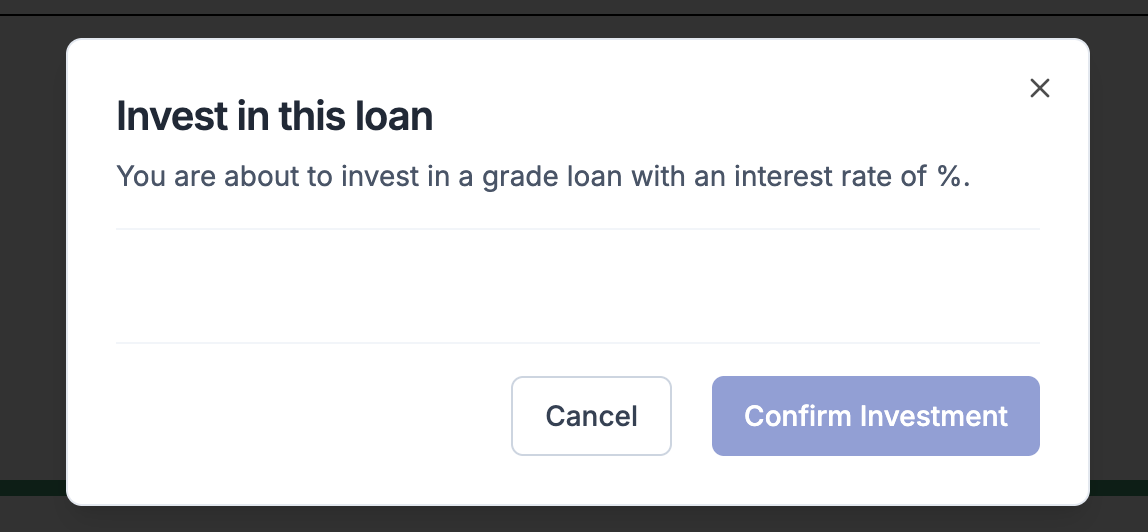 Invest in this loan
You are about to invest in a grade loan with an interest rate of %.
Cancel
Confirm Investment